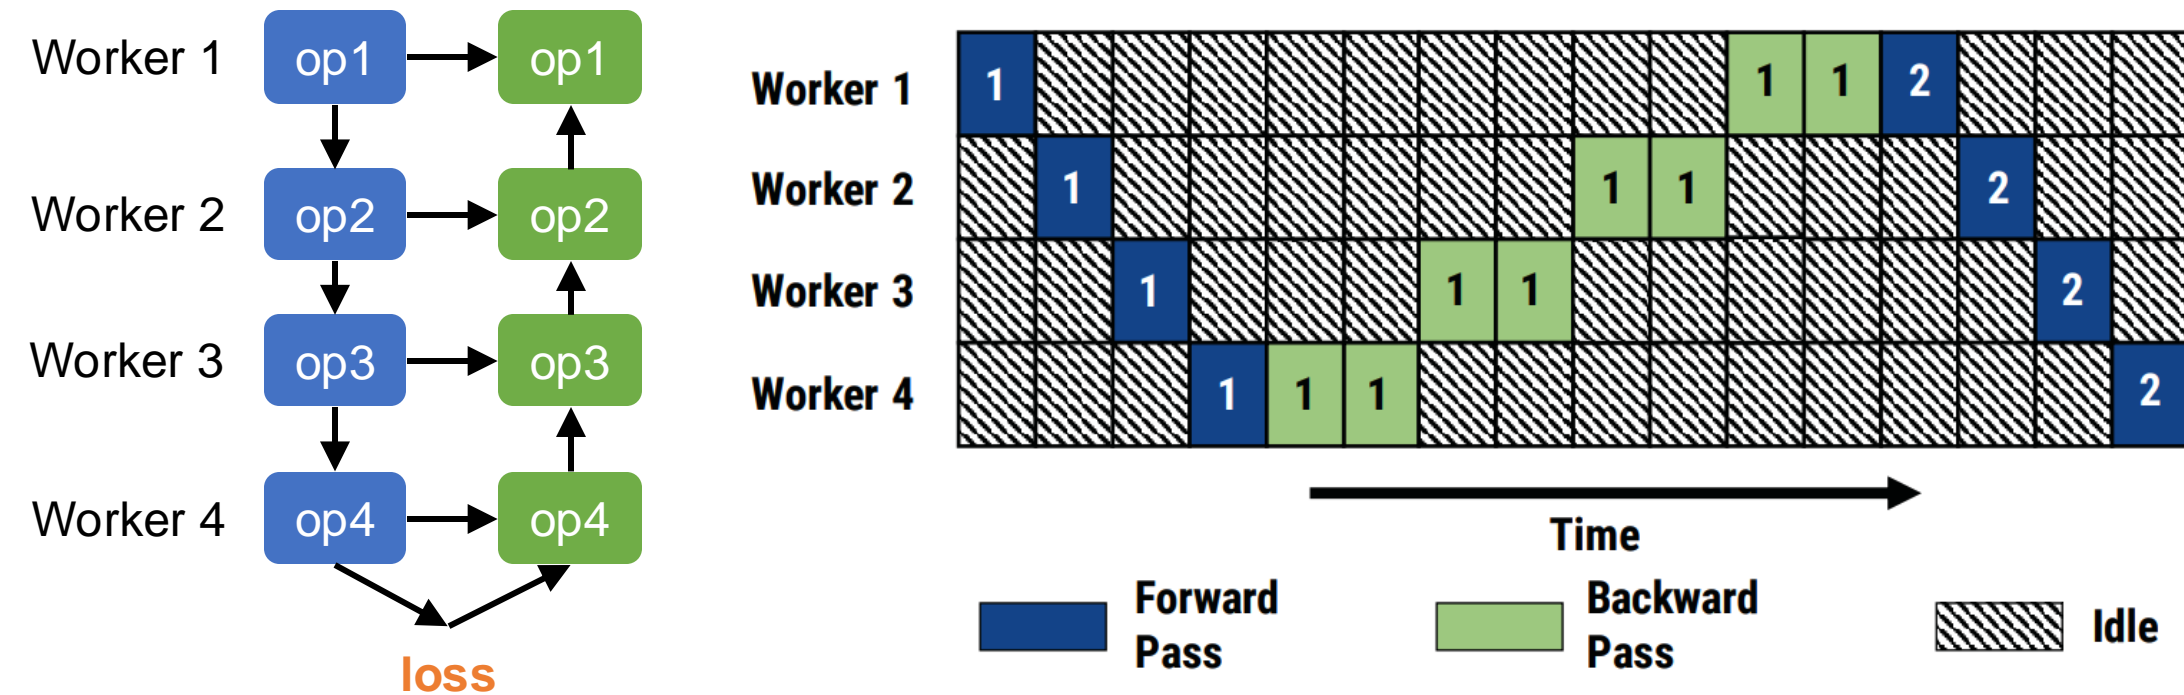 Worker 1 op1 op1
Worker 2 op2 op2
Worker 3 op3 op3
Worker 4 op4 op4
loss
Worker 1 1 1 1 2
Worker 2 1 1 1 2
Worker 3 1 1 1 2
Worker 4 1 1 1 2
Time
Forward
Pass
Backward
Pass
Idle